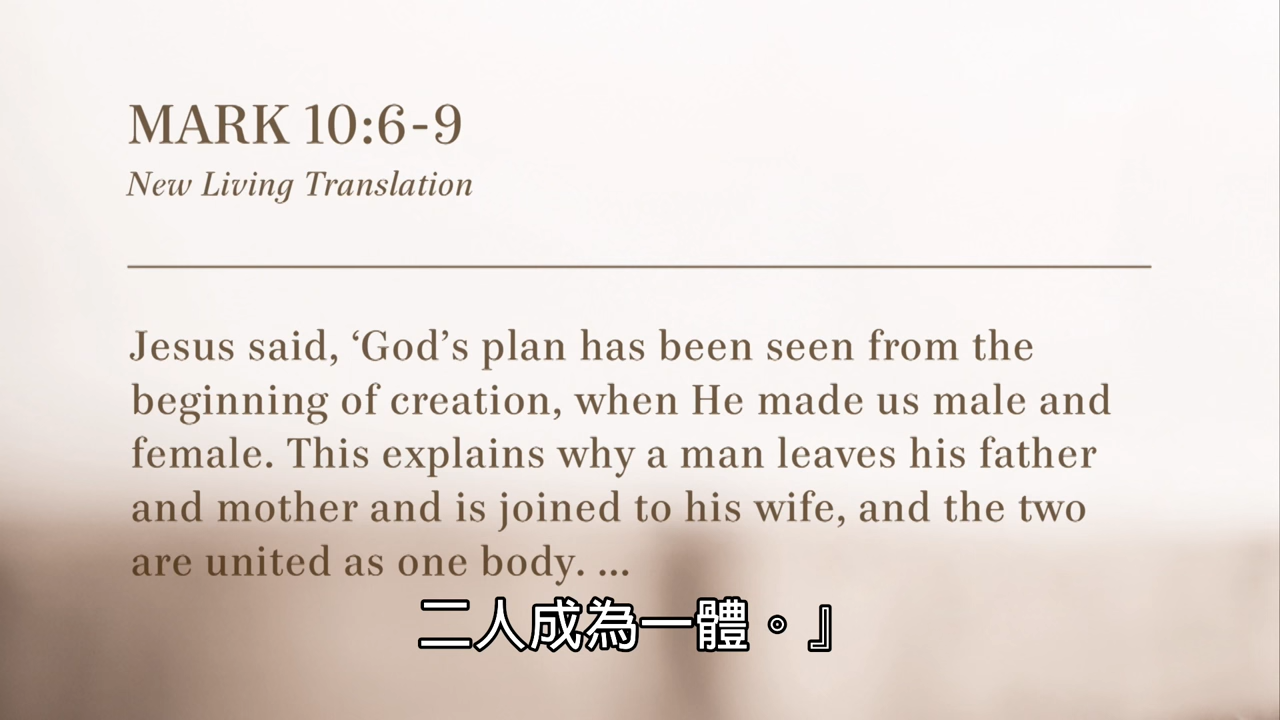 MARK 10:6-9
New Living Translation
Jesus said, ‘God’s plan has been seen from the
beginning of creation, when He made us male and
female. This explains why a man leaves his father
and mother and is joined to his wife, and the two
are united as one body. ...
二人成為一體。』